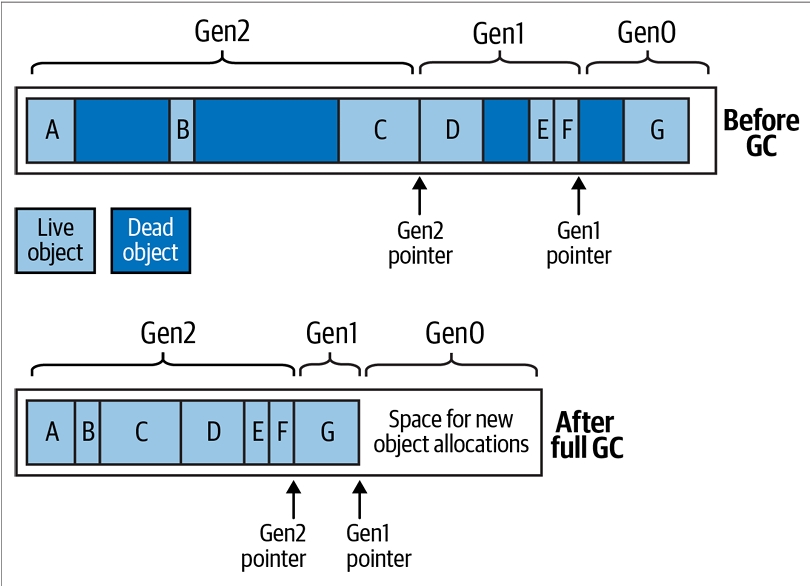 Gen2
Gen1
Gen0
A
B
C
D
E
F
G
Before
GC
Gen2
pointer
Gen1
pointer
Live
object
Dead
object
Gen2
Gen1
Gen0
A
B
C
D
E
F
G
Space for new
object allocations
After
full GC
Gen2
pointer
Gen1
pointer